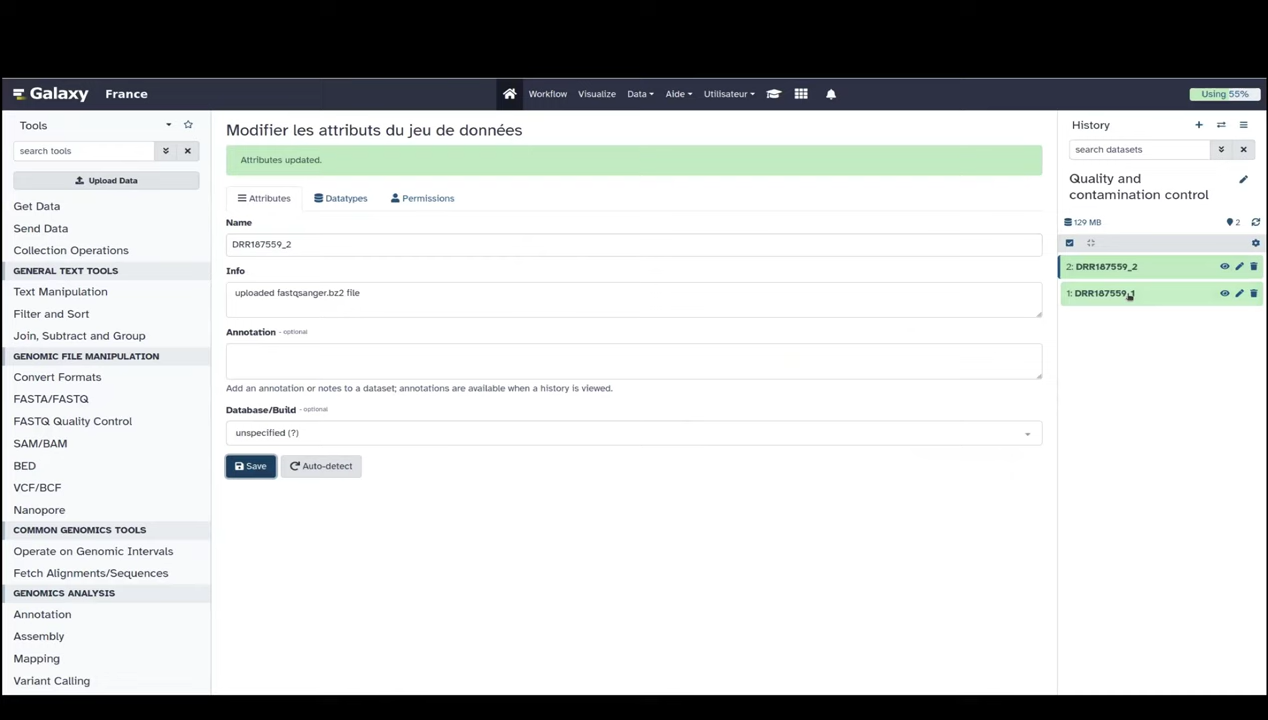 Galaxy France Workflow Visualize Data Aide Utilisateur Using 55%
Tools
search tools
Upload Data
Get Data
Send Data
Collection Operations
GENERAL TEXT TOOLS
Text Manipulation
Filter and Sort
Join, Subtract and Group
GENOMIC FILE MANIPULATION
Convert Formats
FASTA/FASTQ
FASTQ Quality Control
SAM/BAM
BED
VCF/BCF
Nanopore
COMMON GENOMICS TOOLS
Operate on Genomic Intervals
Fetch Alignments/Sequences
GENOMICS ANALYSIS
Annotation
Assembly
Mapping
Variant Calling
Modifier les attributs du jeu de données
Attributes updated.
Attributes Datatypes Permissions
Name
DRR187559_2
Info
uploaded fastqsanger.bz2 file
Annotation - optional
Add an annotation or notes to a dataset; annotations are available when a history is viewed.
Database/Build - optional
unspecified (?)
Save Auto-detect
History
search datasets
Quality and
contamination control
129 MB 2
2: DRR187559_2
1: DRR187559_1